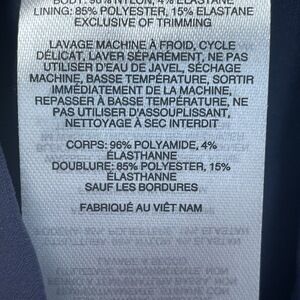 BODY: 96% NYLON, 4% ELASTANE
LINING: 85% POLYESTER, 15% ELASTANE
EXCLUSIVE OF TRIMMING
LAVAGE MACHINE À FROID, CYCLE
DÉLICAT, LAVER SÉPARÉMENT, NE PAS
UTILISER D'EAU DE JAVEL, SÉCHAGE
MACHINE, BASSE TEMPÉRATURE, SORTIR
IMMÉDIATEMENT DE LA MACHINE,
REPASSER À BASSE TEMPÉRATURE, NE
PAS UTILISER D'ASSOUPLISSANT,
NETTOYAGE À SEC INTERDIT
CORPS: 96% POLYAMIDE, 4%
ÉLASTHANNE
DOUBLURE: 85% POLYESTER, 15%
ÉLASTHANNE
SAUF LES BORDURES
FABRIQUÉ AU VIÊT NAM